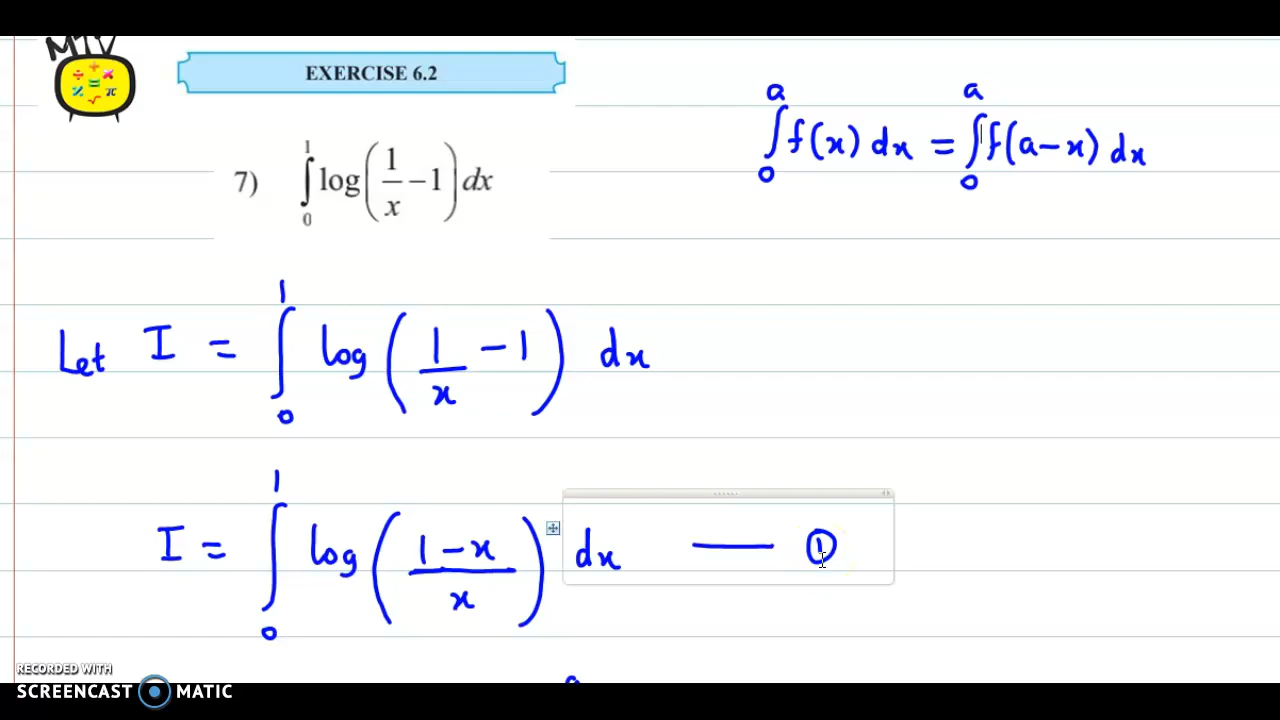 MTV
EXERCISE 6.2
∫₀ᵃ f(x) dx = ∫₀ᵃ f(a-x) dx
7) ∫₀¹ log(1/x - 1) dx
Let I = ∫₀¹ log(1/x - 1) dx
I = ∫₀¹ log((1-x)/x) dx — ①
RECORDED WITH
SCREENCAST MATIC